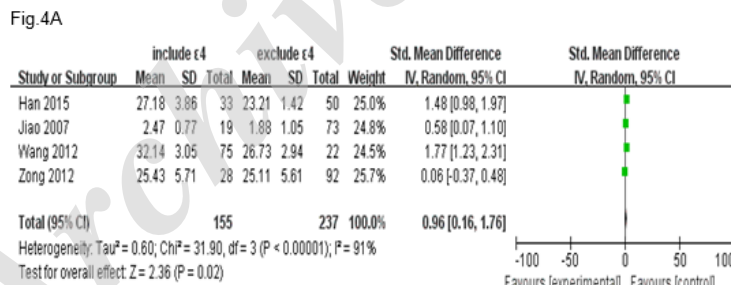 Fig.4A
include ε4 exclude ε4 Std. Mean Difference Std. Mean Difference
Study or Subgroup Mean SD Total Mean SD Total Weight IV, Random, 95% CI IV, Random, 95% CI
Han 2015 27.18 3.86 33 23.21 1.42 50 25.0% 1.48 [0.98, 1.97]
Jiao 2007 2.47 0.77 19 1.88 1.05 73 24.8% 0.58 [0.07, 1.10]
Wang 2012 32.14 3.05 75 26.73 2.94 22 24.5% 1.77 [1.23, 2.31]
Zong 2012 25.43 5.71 28 25.11 5.61 92 25.7% 0.06 [-0.37, 0.48]
Total (95% CI) 155 237 100.0% 0.96 [0.16, 1.76]
Heterogeneity: Tau² = 0.60; Chi² = 31.90, df = 3 (P < 0.00001); I² = 91%
Test for overall effect: Z = 2.36 (P = 0.02)
-100 -50 0 50 100
Favours [experimental] Favours [control]
Archive